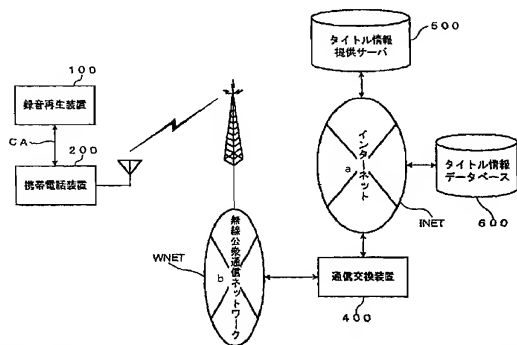 500
タイトル情報
提供サーバ
100
録音再生装置
CA
200
携帯電話装置
a
インターネット
タイトル情報
データベース
600
INET
WNET
b
無線公衆通信ネットワーク
通信交換装置
400